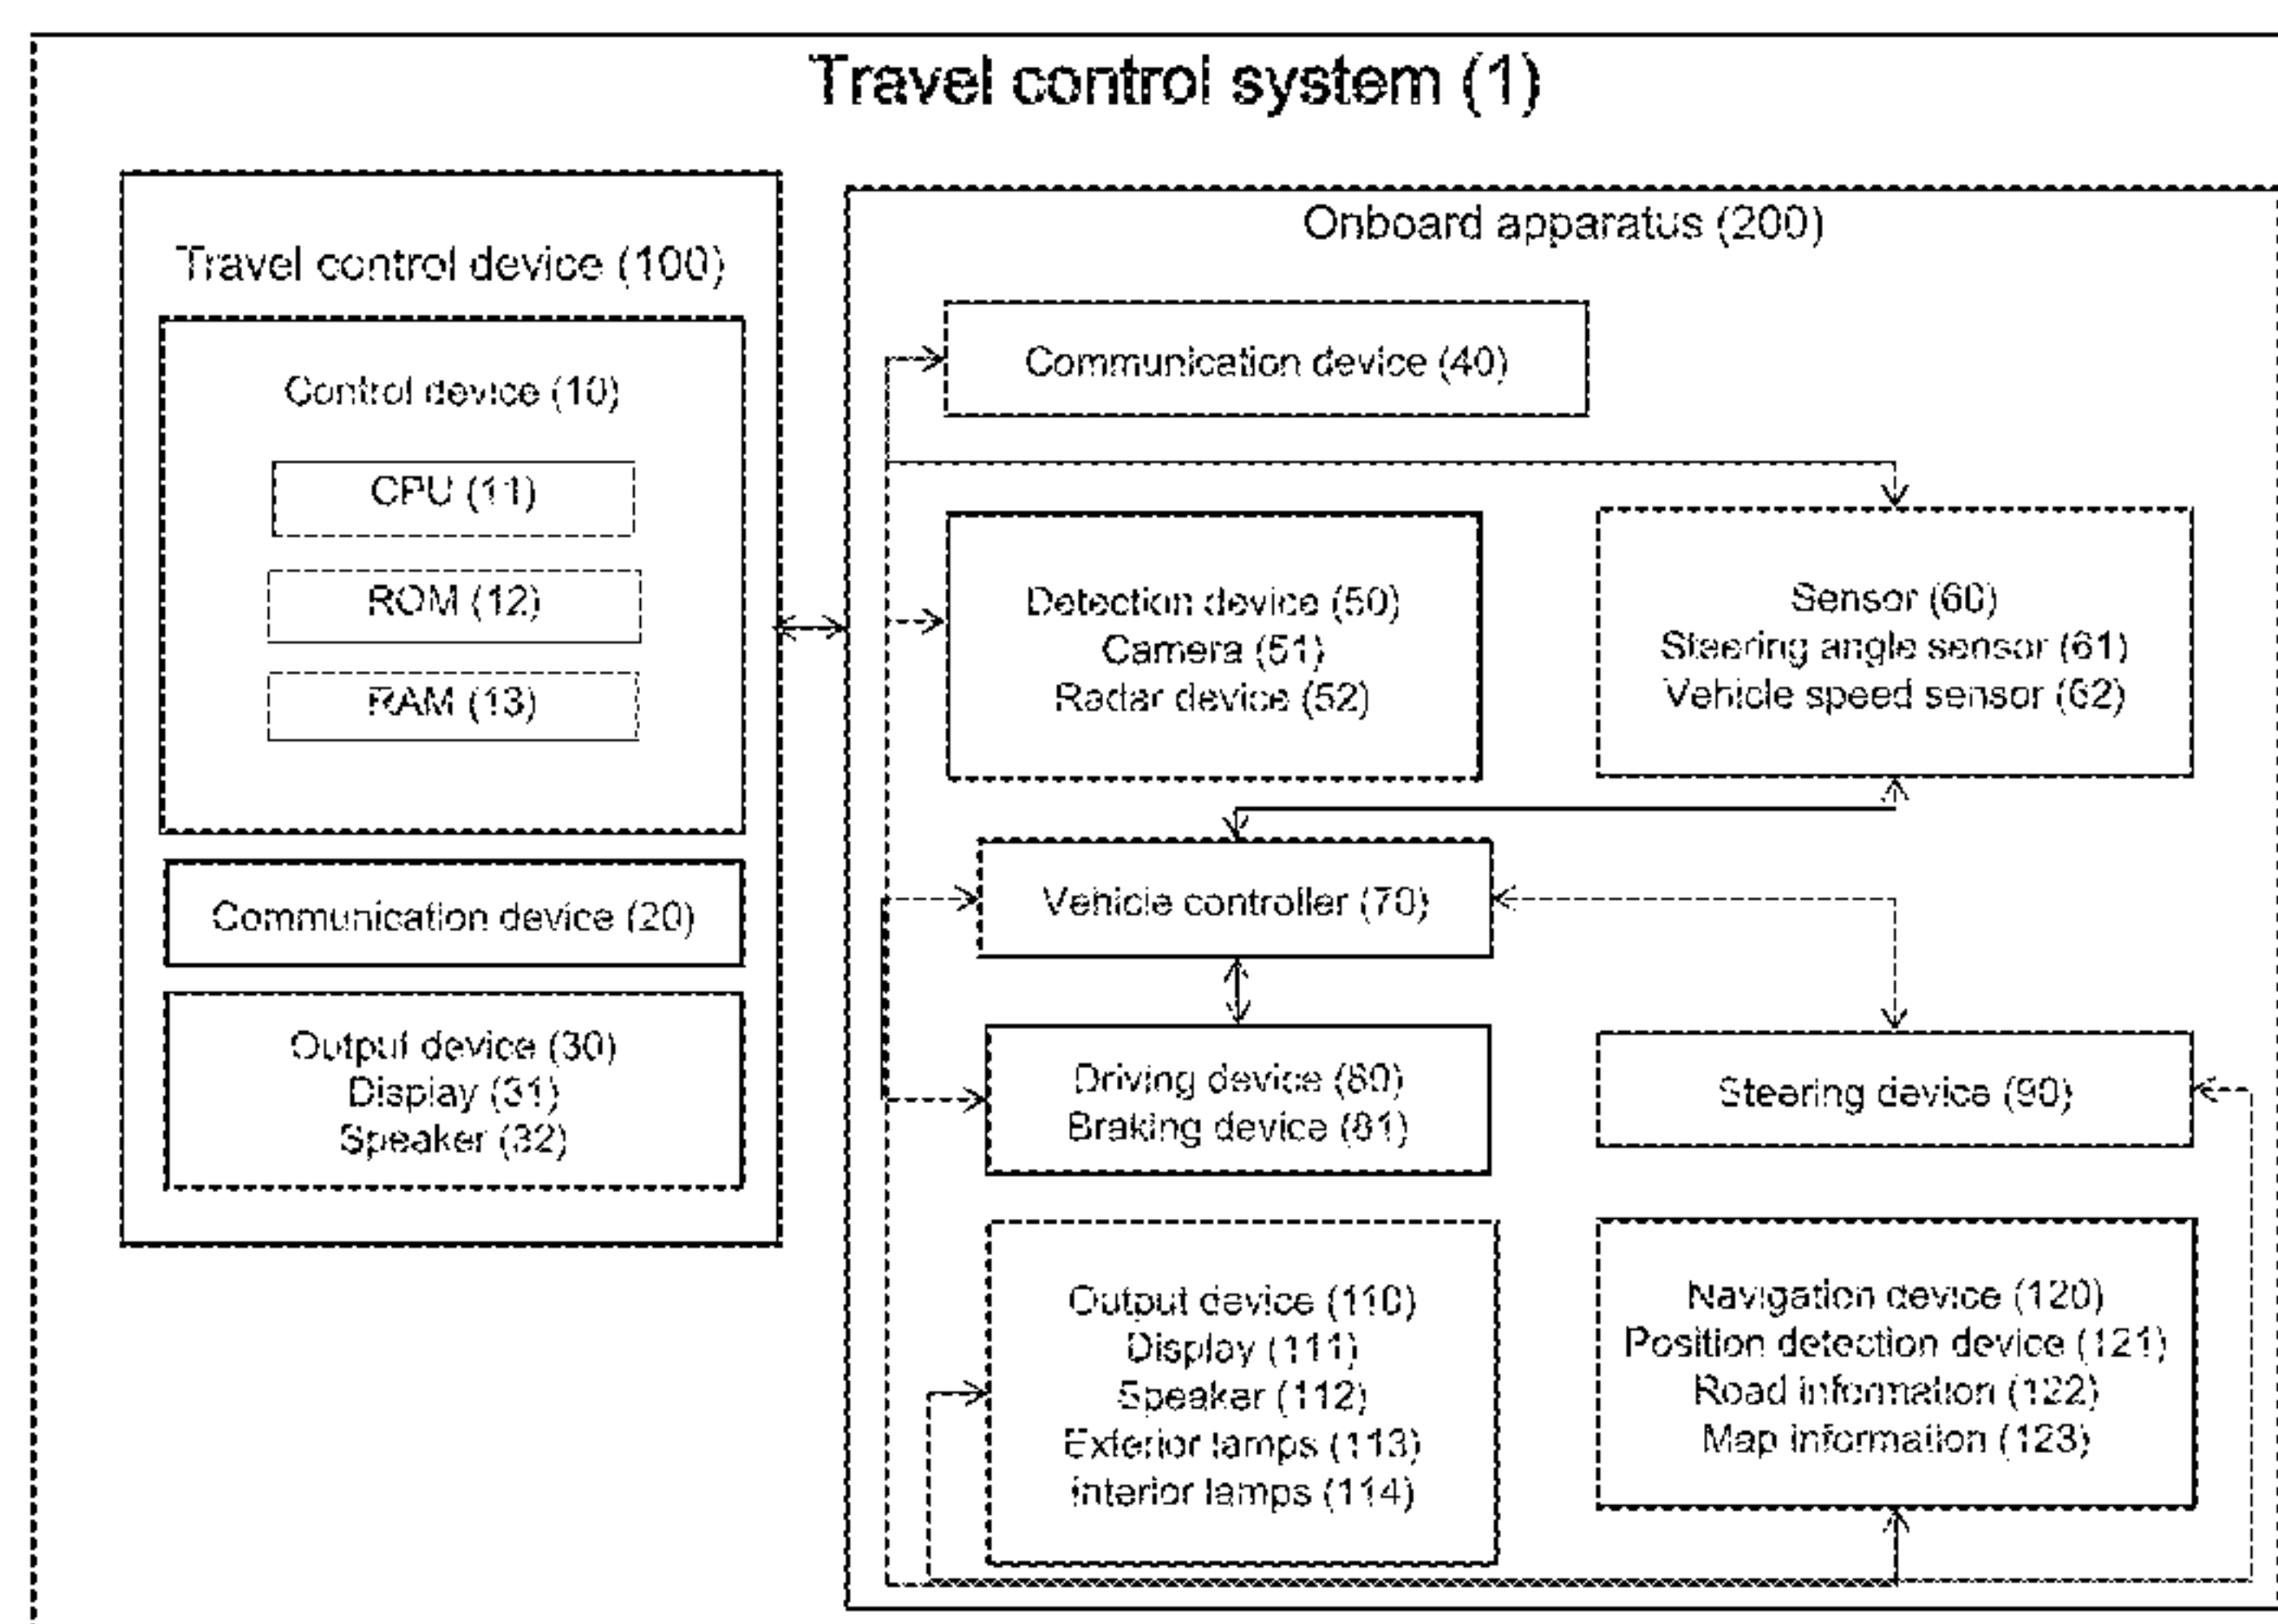 Travel control system (1)
Travel control device (100)
Control device (10)
CPU (11)
ROM (12)
RAM (13)
Communication device (20)
Output device (30)
Display (31)
Speaker (32)
Onboard apparatus (200)
Communication device (40)
Detection device (50)
Camera (51)
Radar device (52)
Sensor (60)
Steering angle sensor (61)
Vehicle speed sensor (62)
Vehicle controller (70)
Driving device (80)
Braking device (81)
Steering device (90)
Output device (110)
Display (111)
Speaker (112)
Exterior lamps (113)
Interior lamps (114)
Navigation device (120)
Position detection device (121)
Road information (122)
Map information (123)